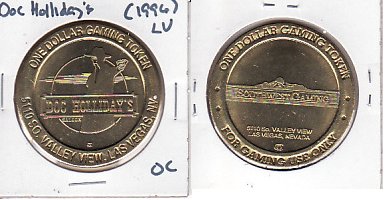 Doc Holliday's (1996)
LV
ONE DOLLAR GAMING TOKEN
DOC HOLLIDAY'S
SALOON
5110 SO. VALLEY VIEW, LAS VEGAS, NV.
OC
ONE DOLLAR GAMING TOKEN
SOUTHWEST GAMING
5110 So. VALLEY VIEW
LAS VEGAS, NEVADA
FOR GAMING USE ONLY